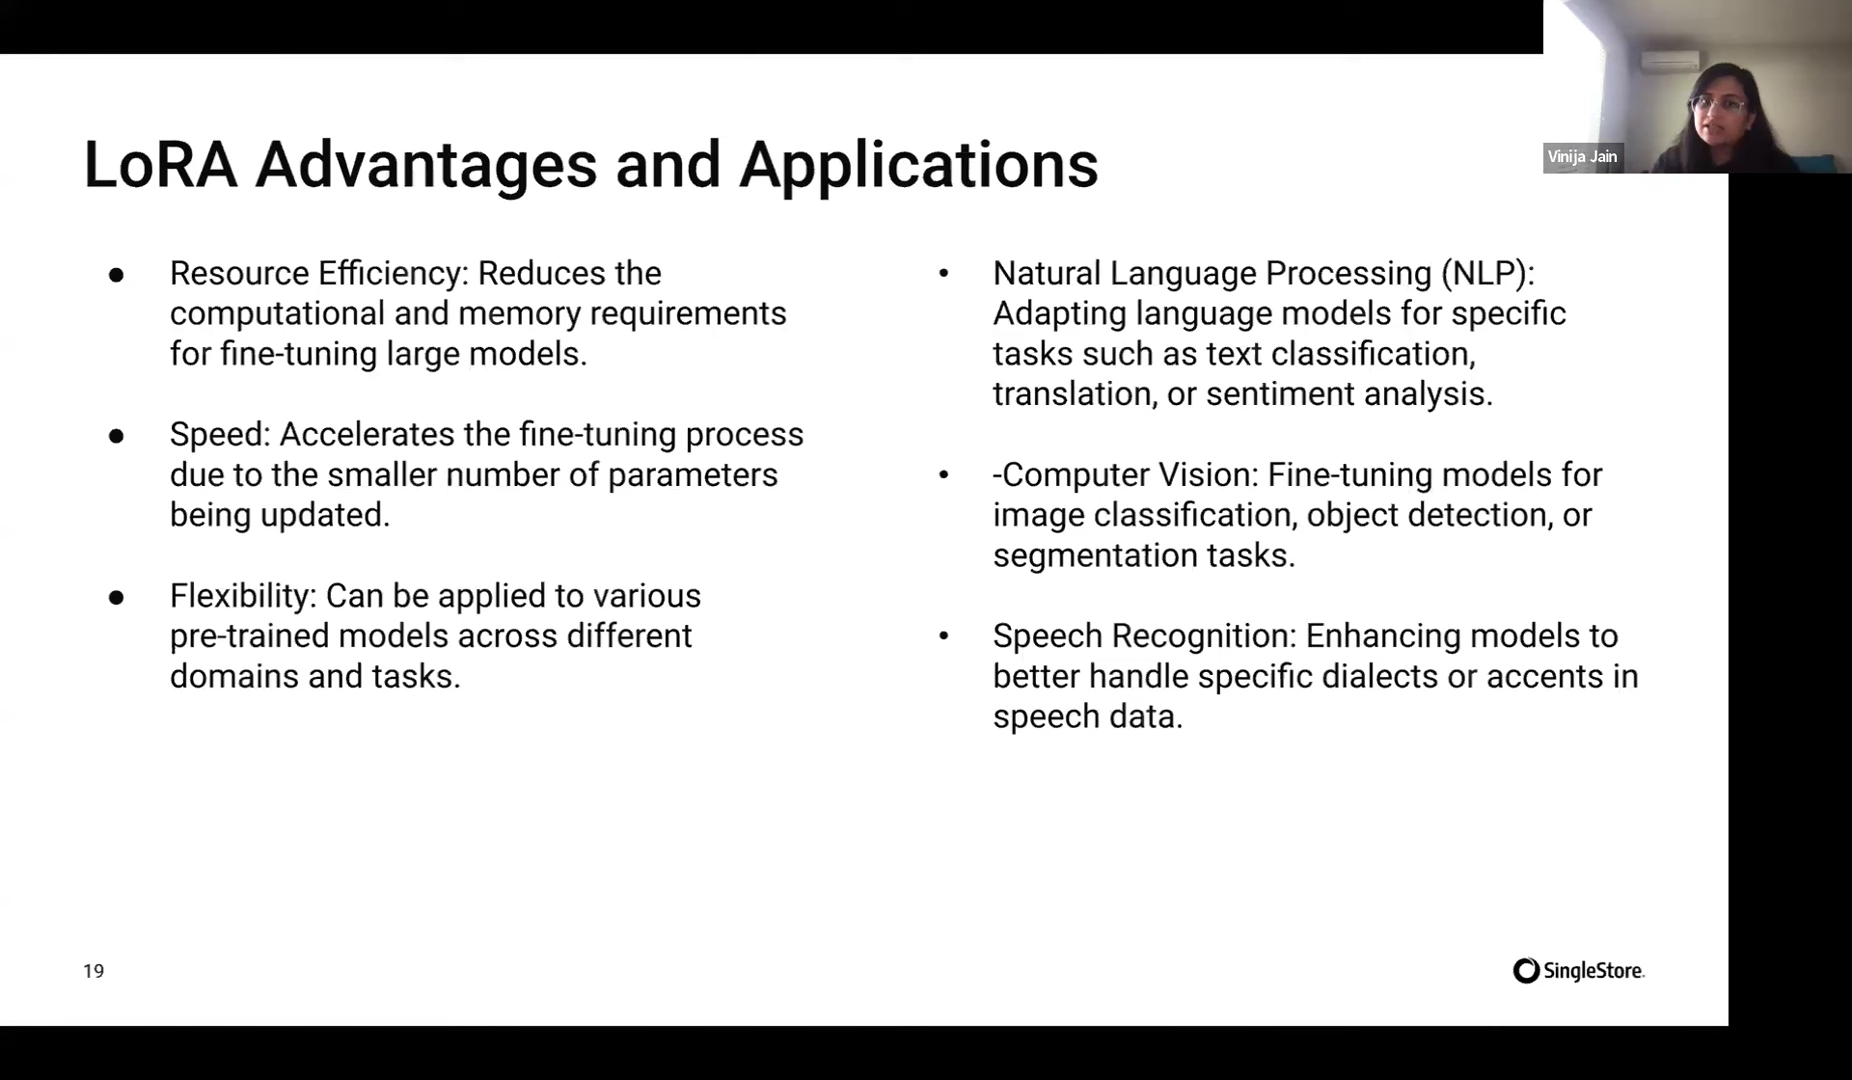 LoRA Advantages and Applications
● Resource Efficiency: Reduces the
computational and memory requirements
for fine-tuning large models.
● Speed: Accelerates the fine-tuning process
due to the smaller number of parameters
being updated.
● Flexibility: Can be applied to various
pre-trained models across different
domains and tasks.
• Natural Language Processing (NLP):
Adapting language models for specific
tasks such as text classification,
translation, or sentiment analysis.
• -Computer Vision: Fine-tuning models for
image classification, object detection, or
segmentation tasks.
• Speech Recognition: Enhancing models to
better handle specific dialects or accents in
speech data.
19
SingleStore.
Vinija Jain